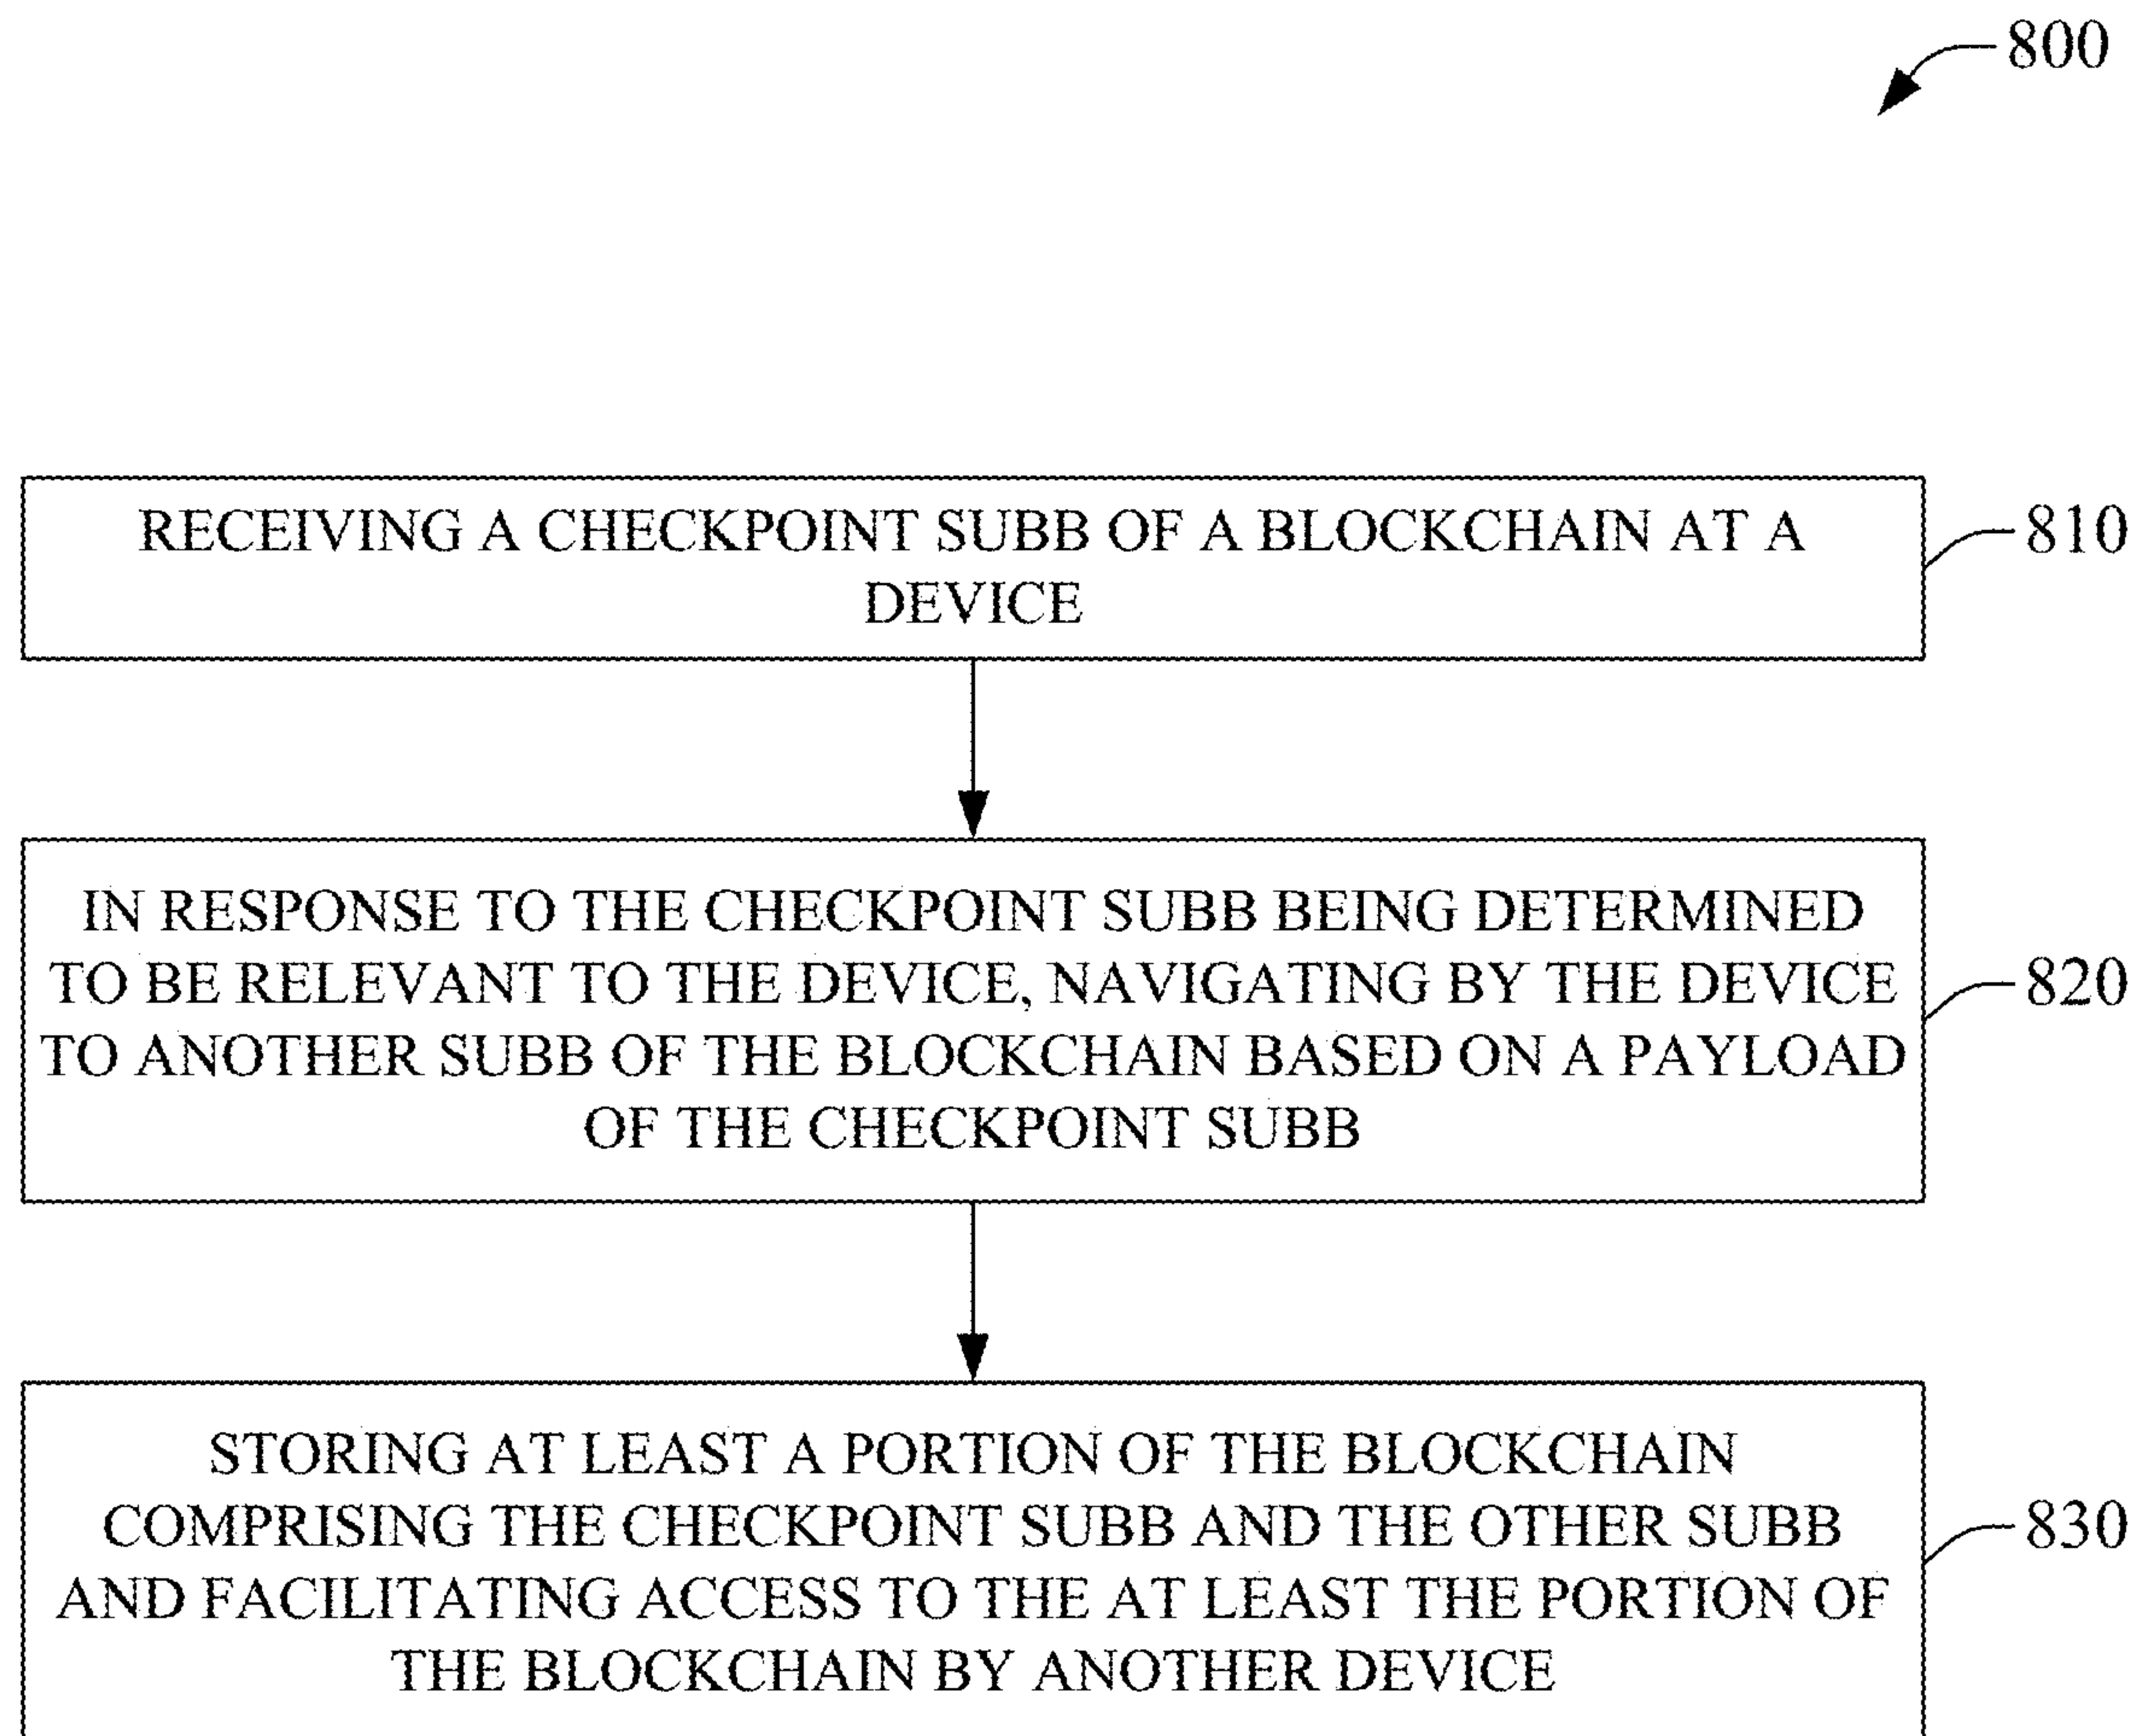 800
RECEIVING A CHECKPOINT SUBB OF A BLOCKCHAIN AT A
DEVICE
810
IN RESPONSE TO THE CHECKPOINT SUBB BEING DETERMINED
TO BE RELEVANT TO THE DEVICE, NAVIGATING BY THE DEVICE
TO ANOTHER SUBB OF THE BLOCKCHAIN BASED ON A PAYLOAD
OF THE CHECKPOINT SUBB
820
STORING AT LEAST A PORTION OF THE BLOCKCHAIN
COMPRISING THE CHECKPOINT SUBB AND THE OTHER SUBB
AND FACILITATING ACCESS TO THE AT LEAST THE PORTION OF
THE BLOCKCHAIN BY ANOTHER DEVICE
830